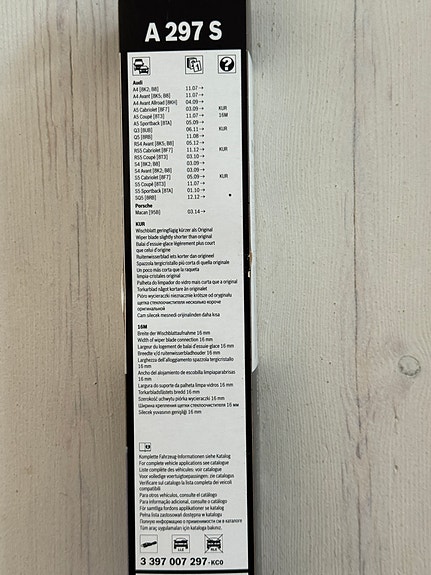 A 297 S
Audi
A4 [8K2; B8] 11.07→
A4 Avant [8K5; B8] 11.07→
A4 Avant Allroad [8KH] 04.09→
A5 Cabriolet [8F7] 03.09→ KUR
A5 Coupé [8T3] 11.07→ 16M
A5 Sportback [8TA] 05.09→
Q3 [8UB] 06.11→ KUR
Q5 [8RB] 11.08→
RS4 Avant [8K5; B8] 05.12→
RS5 Cabriolet [8F7] 11.12→ KUR
RS5 Coupé [8T3] 03.10→
S4 [8K2; B8] 03.09→
S4 Avant [8K2; B8] 03.09→
S5 Cabriolet [8F7] 05.09→ KUR
S5 Coupé [8T3] 11.07→
S5 Sportback [8TA] 01.10→
SQ5 [8RB] 12.12→
Porsche
Macan [95B] 03.14→
KUR
Wischblatt geringfügig kürzer als Original
Wiper blade slightly shorter than original
Balai d'essuie-glace légèrement plus court
que celui d'origine
Ruitenwisserblad iets korter dan origineel
Spazzola tergicristallo più corta di quella originale
Un poco más corta que la raqueta
limpia-cristales original
Palheta do limpador do vidro mais curta que a original
Torkarblad något kortare än originalet
Pióro wycieraczki nieznacznie krótsze od oryginału
щетка стеклоочистителя несколько короче
оригинальной
Cam silecek mesnedi orijinalinden daha kısa
16M
Breite der Wischblattaufnahme 16 mm
Width of wiper blade connection 16 mm
Largeur du logement de balai d'essuie-glace 16 mm
Breedte v/d ruitenwisserbladhouder 16 mm
Larghezza dell'alloggiamento spazzola tergicristallo
16 mm
Ancho del alojamiento de escobilla limpiaparabrisas
16 mm
Largura do suporte da palheta limpa-vidros 16 mm
Torkarbladsfästets bredd 16 mm
Szerokość uchwytu piórka wycieraczki 16 mm
Ширина крепления щетки стеклоочистителя 16 мм
Silecek yuvasının genişliği 16 mm
Komplette Fahrzeug-Informationen siehe Katalog
For complete vehicle applications see catalogue
Liste complète des véhicules: voir catalogue
Voor volledige voertuigtoepassingen: zie catalogus
Verificare sul catalogo la lista completa dei veicoli
compatibili
Para otros vehículos, consulte el catálogo
Para informação adicional, consulte o catálogo
För samtliga fordons applikationer se katalog
Pełna lista zastosowań dostępna w katalogu
Полную информацию о применимости см в каталоге
Tüm araç uygulamaları için kataloga bakınız.
3 397 007 297-KC0